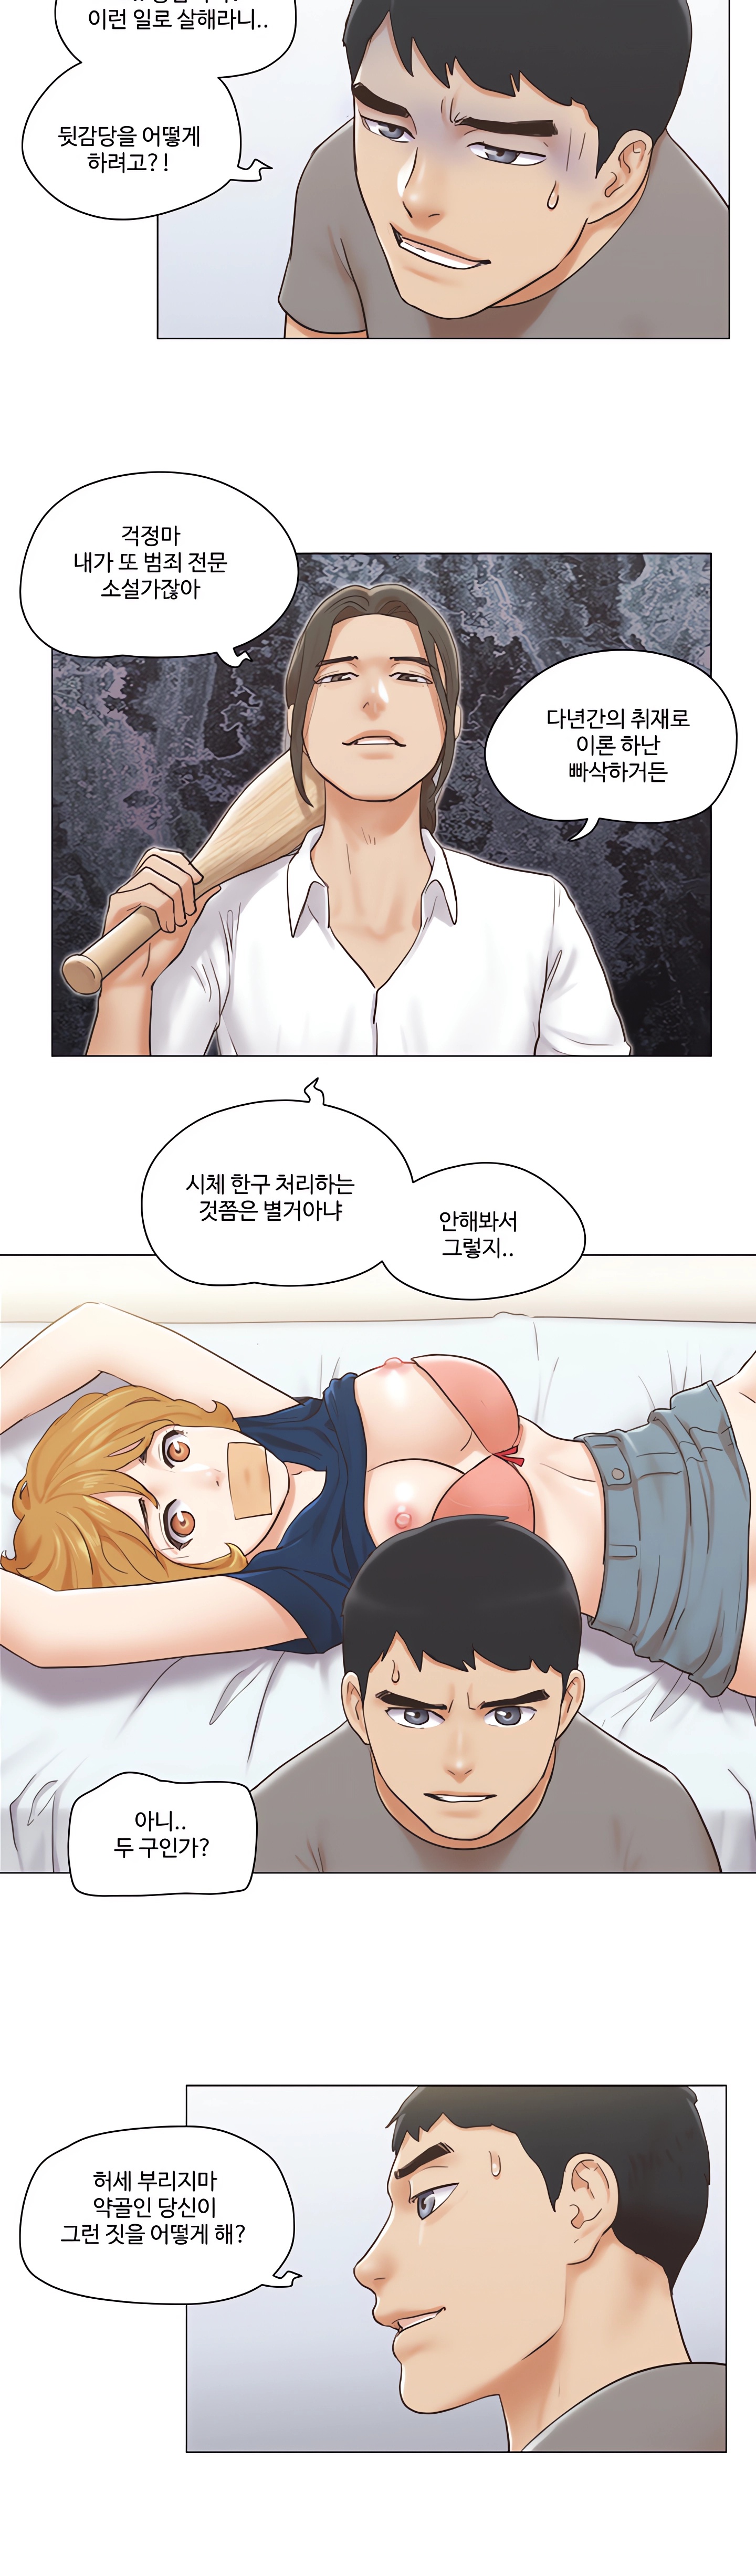 이런 일로 살해라니..
뒷감당을 어떻게
하려고?!
걱정마
내가 또 범죄 전문
소설가잖아
다년간의 취재로
이론 하난
빠삭하거든
시체 한구 처리하는
것쯤은 별거아냐
안해봐서
그렇지..
아니..
두 구인가?
허세 부리지마
약골인 당신이
그런 짓을 어떻게 해?